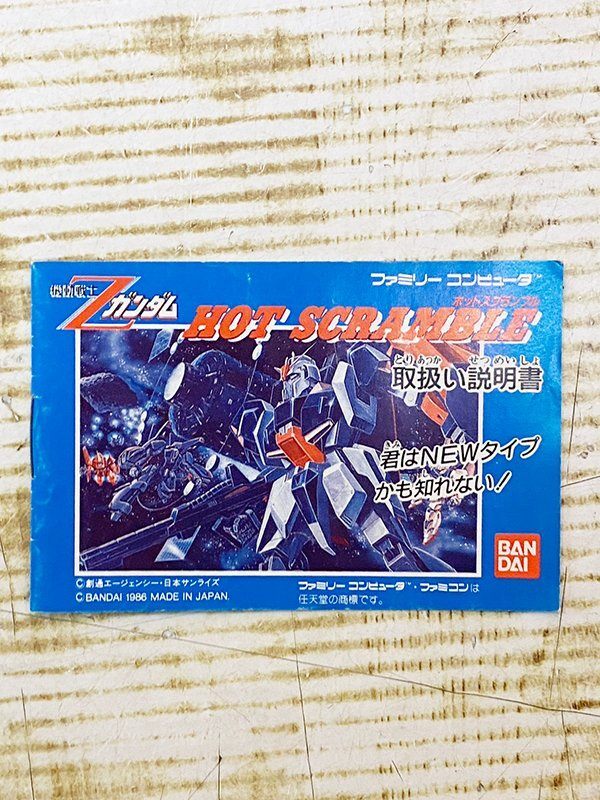 機動戦士
Zガンダム
ファミリー コンピュータ™
ホットスクランブル
HOT SCRAMBLE
とりあつか せつめいしょ
取扱い説明書
きみ
君はNEWタイプ
し
かも知れない!
BAN
DAI
©創通エージェンシー・日本サンライズ
©BANDAI 1986 MADE IN JAPAN.
ファミリー コンピュータ™・ファミコンは
任天堂の商標です。